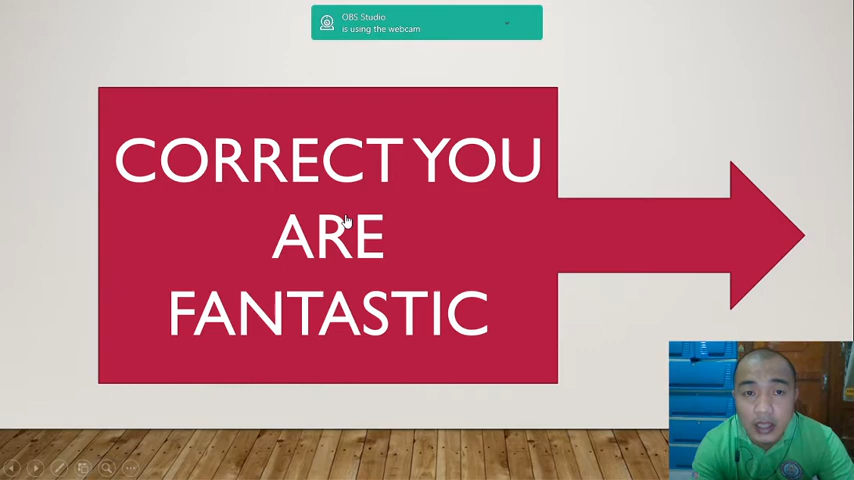 OBS Studio
is using the webcam
CORRECT YOU
ARE
FANTASTIC